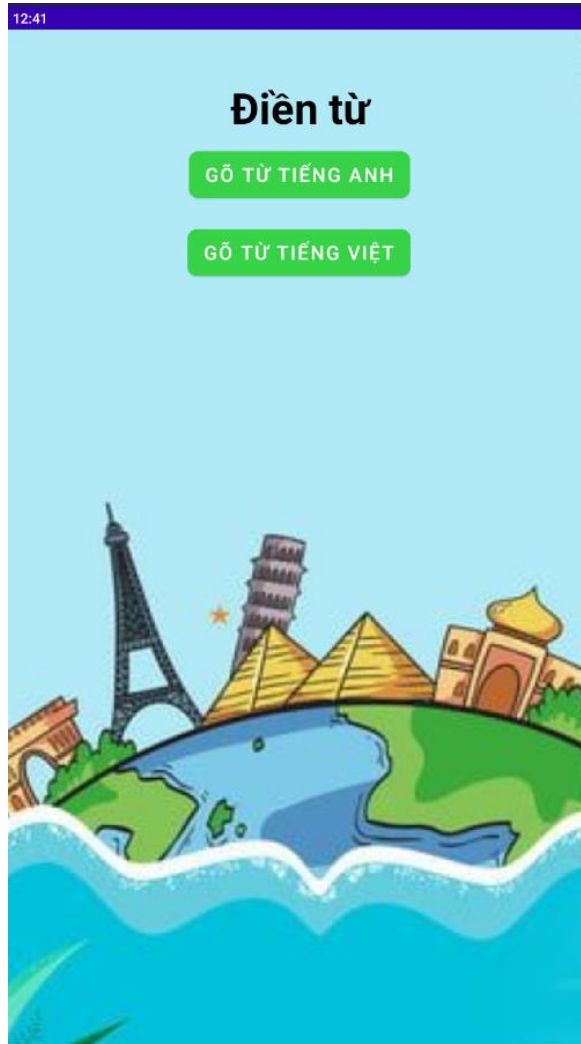 12:41
Điền từ
GÕ TỪ TIẾNG ANH
GÕ TỪ TIẾNG VIỆT